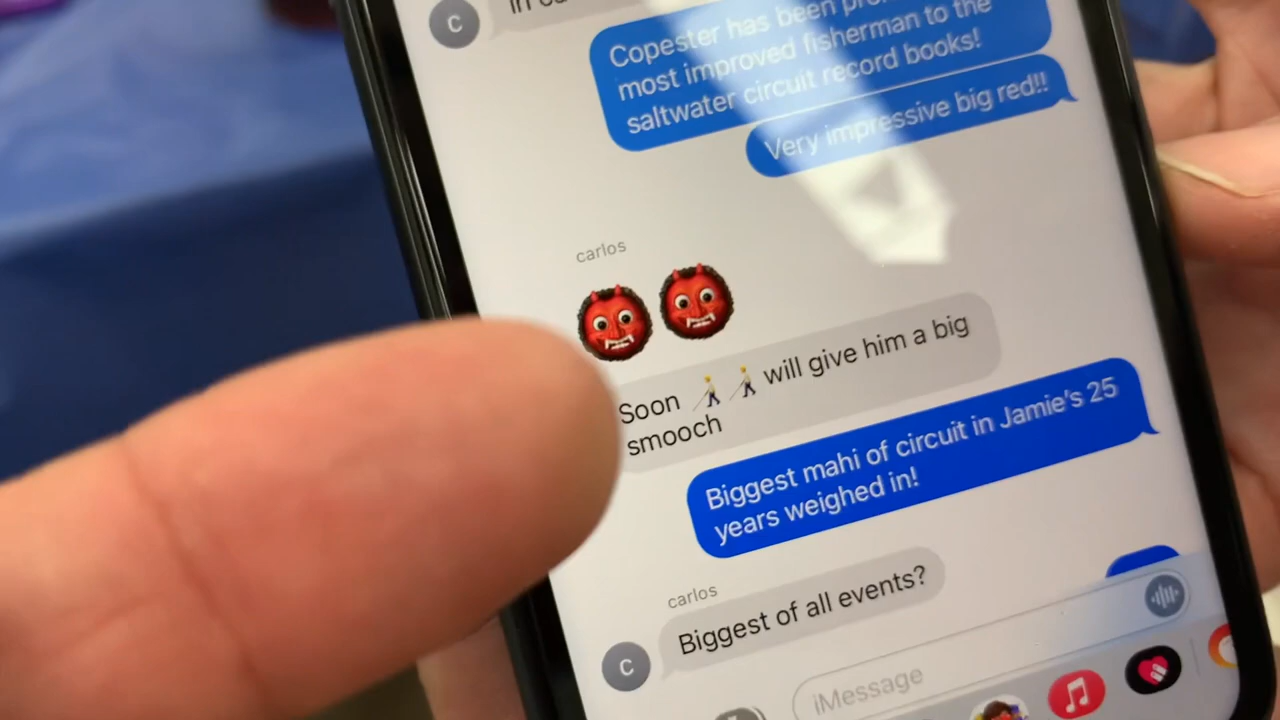 C
in
Copester has been
most improved fisherman to the
saltwater circuit record books!
Very impressive big red!!
carlos
👹 👹
Soon 👨‍🦯 👨‍🦯 will give him a big
smooch
Biggest mahi of circuit in Jamie's 25
years weighed in!
carlos
C
Biggest of all events?
iMessage